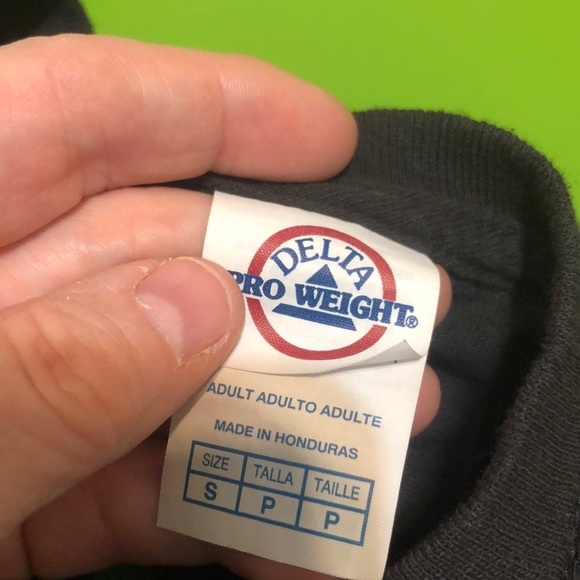 DELTA
PRO WEIGHT®
ADULT ADULTO ADULTE
MADE IN HONDURAS
SIZE TALLA TAILLE
S P P